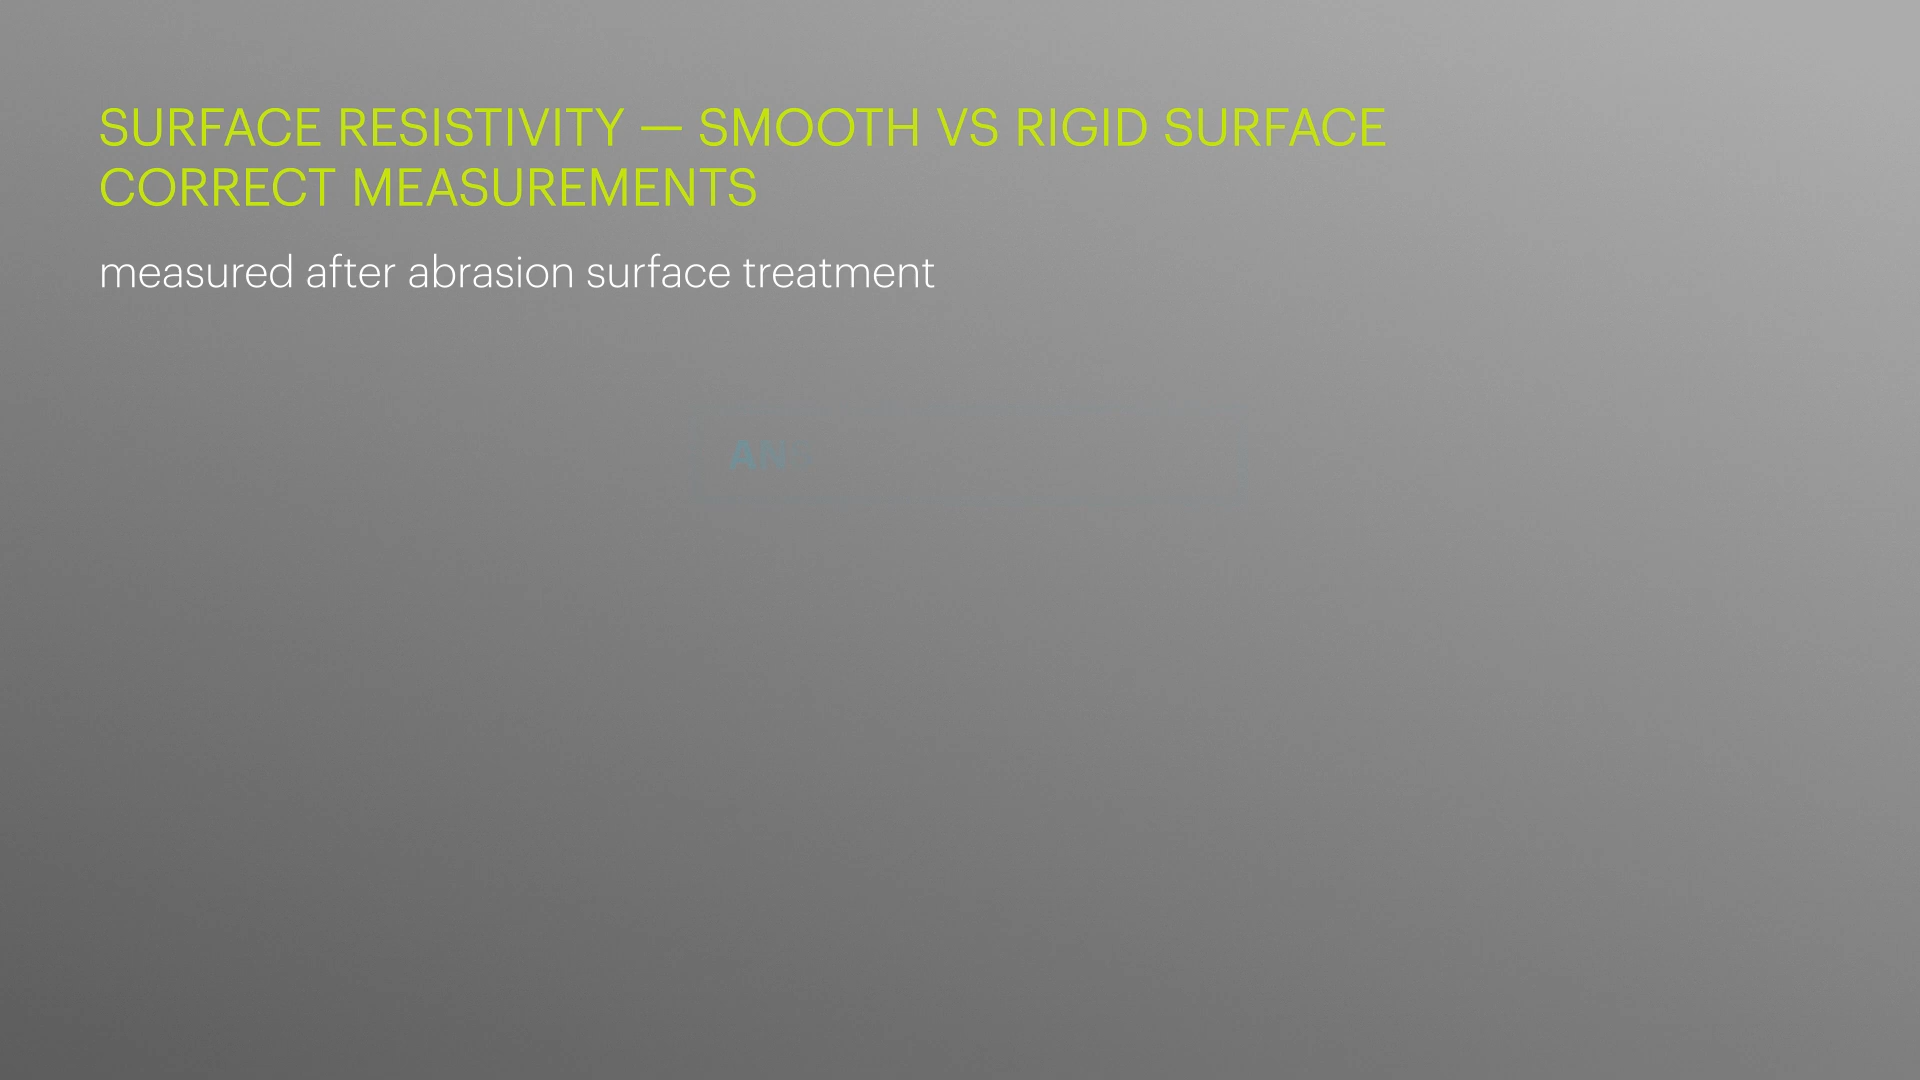 SURFACE RESISTIVITY — SMOOTH VS RIGID SURFACE
CORRECT MEASUREMENTS
measured after abrasion surface treatment